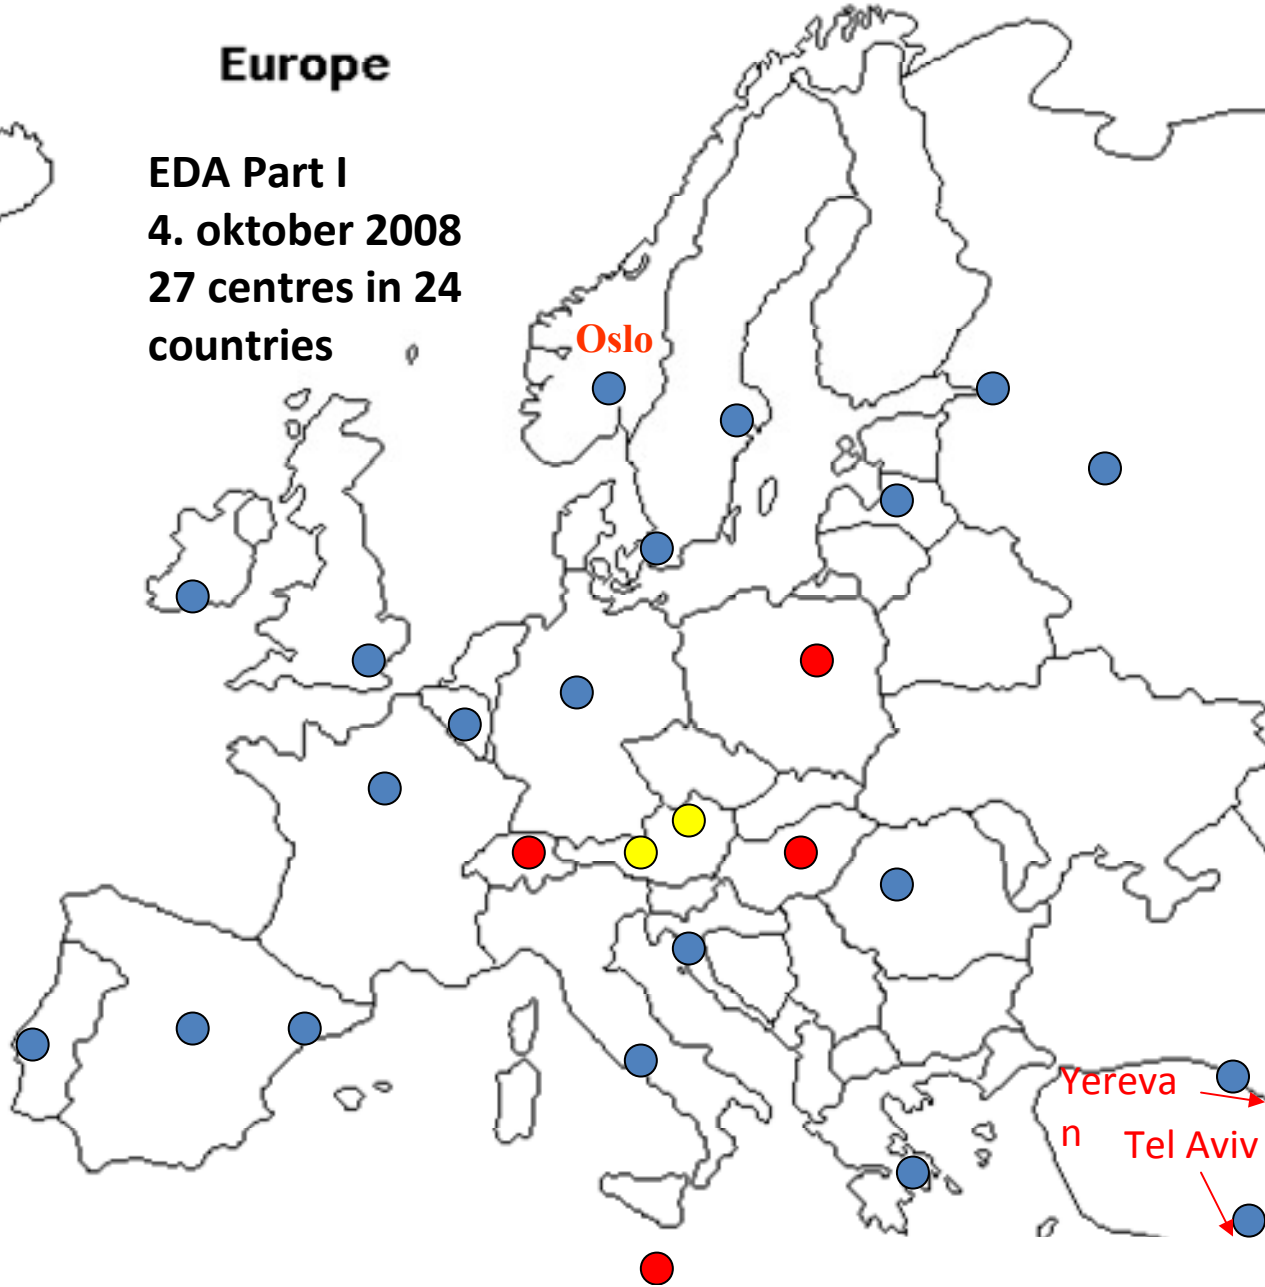 Europe
EDA Part I
4. oktober 2008
27 centres in 24
countries
Oslo
Yereva
n
Tel Aviv